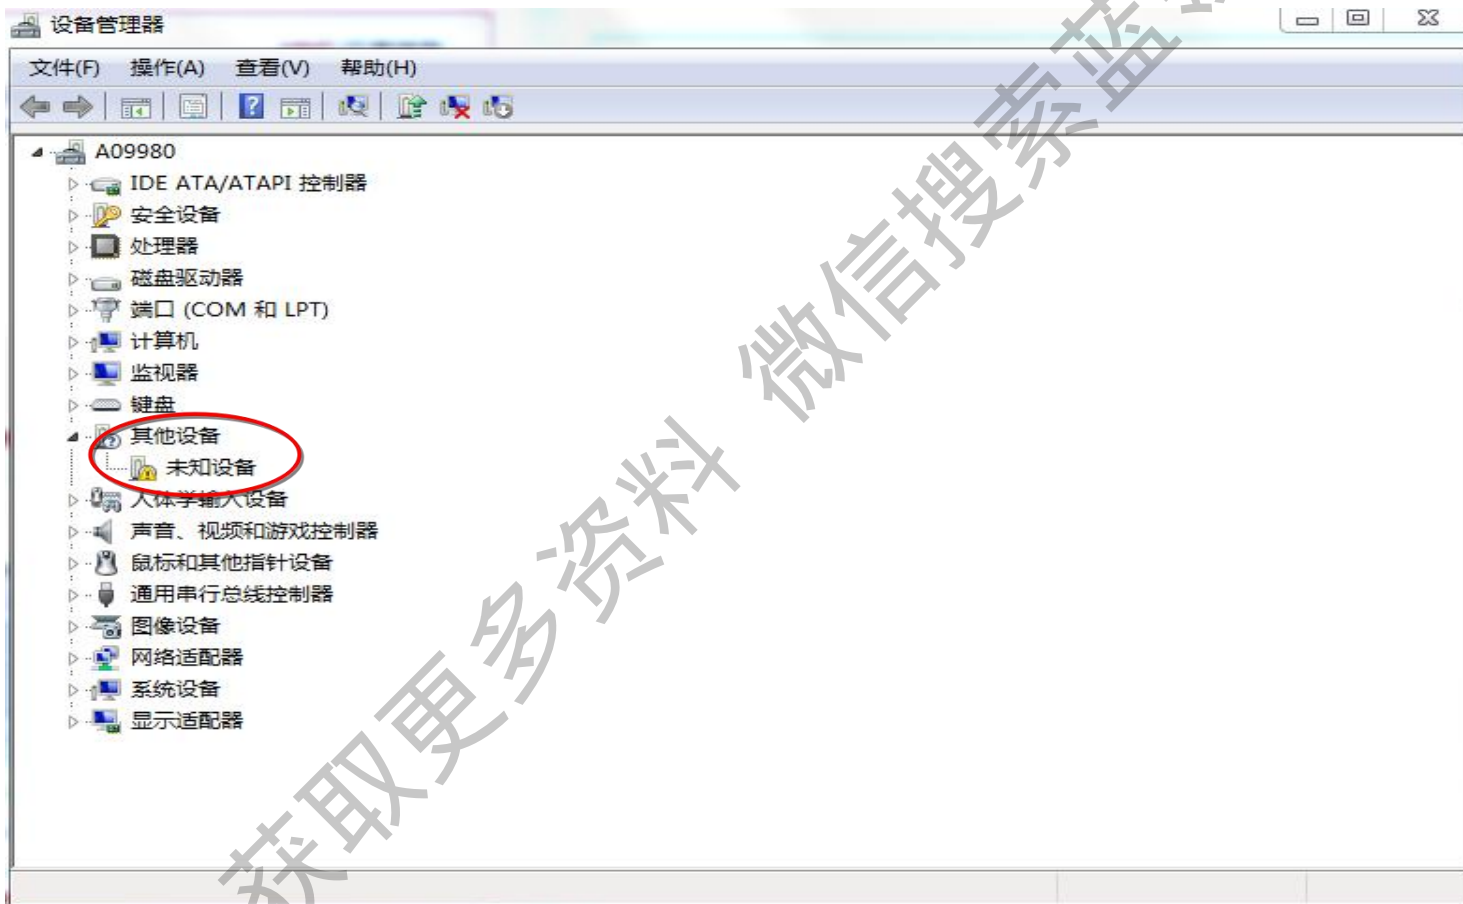 设备管理器
文件(F) 操作(A) 查看(V) 帮助(H)
A09980
IDE ATA/ATAPI 控制器
安全设备
处理器
磁盘驱动器
端口 (COM 和 LPT)
计算机
监视器
键盘
其他设备
未知设备
人体学输入设备
声音、视频和游戏控制器
鼠标和其他指针设备
通用串行总线控制器
图像设备
网络适配器
系统设备
显示适配器
获取更多资料 微信搜索蓝